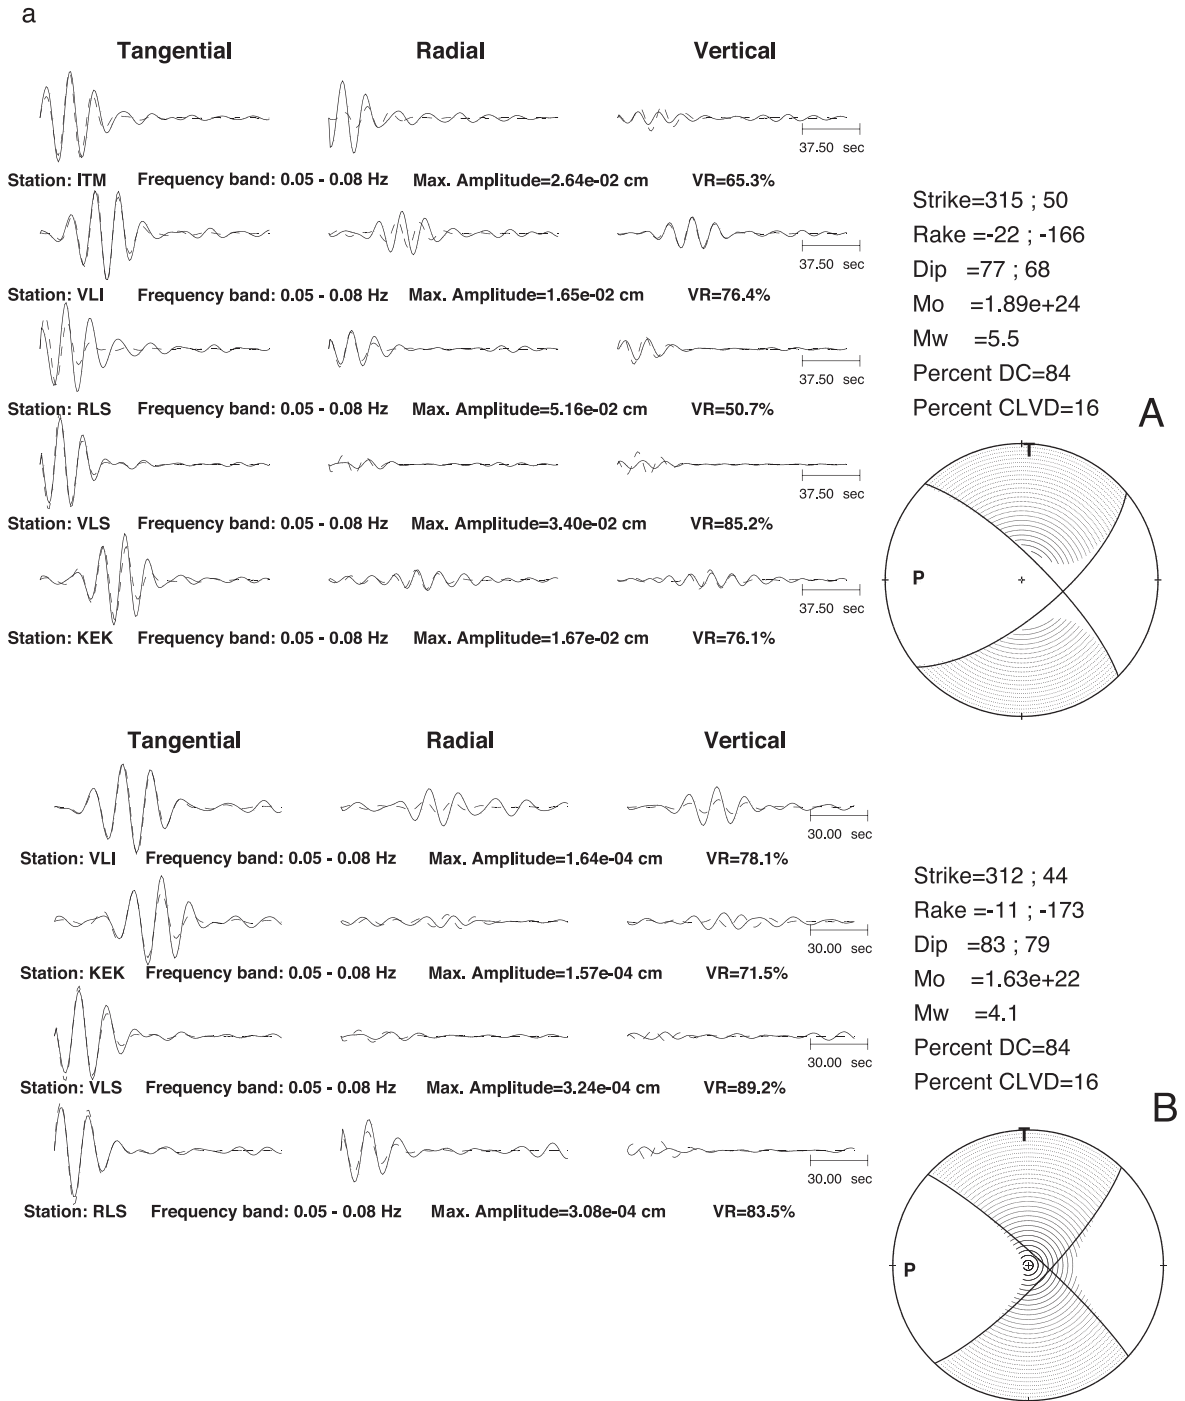 a
Tangential Radial Vertical
37.50 sec
Station: ITM Frequency band: 0.05 - 0.08 Hz Max. Amplitude=2.64e-02 cm VR=65.3%
37.50 sec
Station: VLI Frequency band: 0.05 - 0.08 Hz Max. Amplitude=1.65e-02 cm VR=76.4%
37.50 sec
Station: RLS Frequency band: 0.05 - 0.08 Hz Max. Amplitude=5.16e-02 cm VR=50.7%
37.50 sec
Station: VLS Frequency band: 0.05 - 0.08 Hz Max. Amplitude=3.40e-02 cm VR=85.2%
37.50 sec
Station: KEK Frequency band: 0.05 - 0.08 Hz Max. Amplitude=1.67e-02 cm VR=76.1%
Strike=315 ; 50
Rake =-22 ; -166
Dip =77 ; 68
Mo =1.89e+24
Mw =5.5
Percent DC=84
Percent CLVD=16
A
T
P
Tangential Radial Vertical
30.00 sec
Station: VLI Frequency band: 0.05 - 0.08 Hz Max. Amplitude=1.64e-04 cm VR=78.1%
30.00 sec
Station: KEK Frequency band: 0.05 - 0.08 Hz Max. Amplitude=1.57e-04 cm VR=71.5%
30.00 sec
Station: VLS Frequency band: 0.05 - 0.08 Hz Max. Amplitude=3.24e-04 cm VR=89.2%
30.00 sec
Station: RLS Frequency band: 0.05 - 0.08 Hz Max. Amplitude=3.08e-04 cm VR=83.5%
Strike=312 ; 44
Rake =-11 ; -173
Dip =83 ; 79
Mo =1.63e+22
Mw =4.1
Percent DC=84
Percent CLVD=16
B
T
P